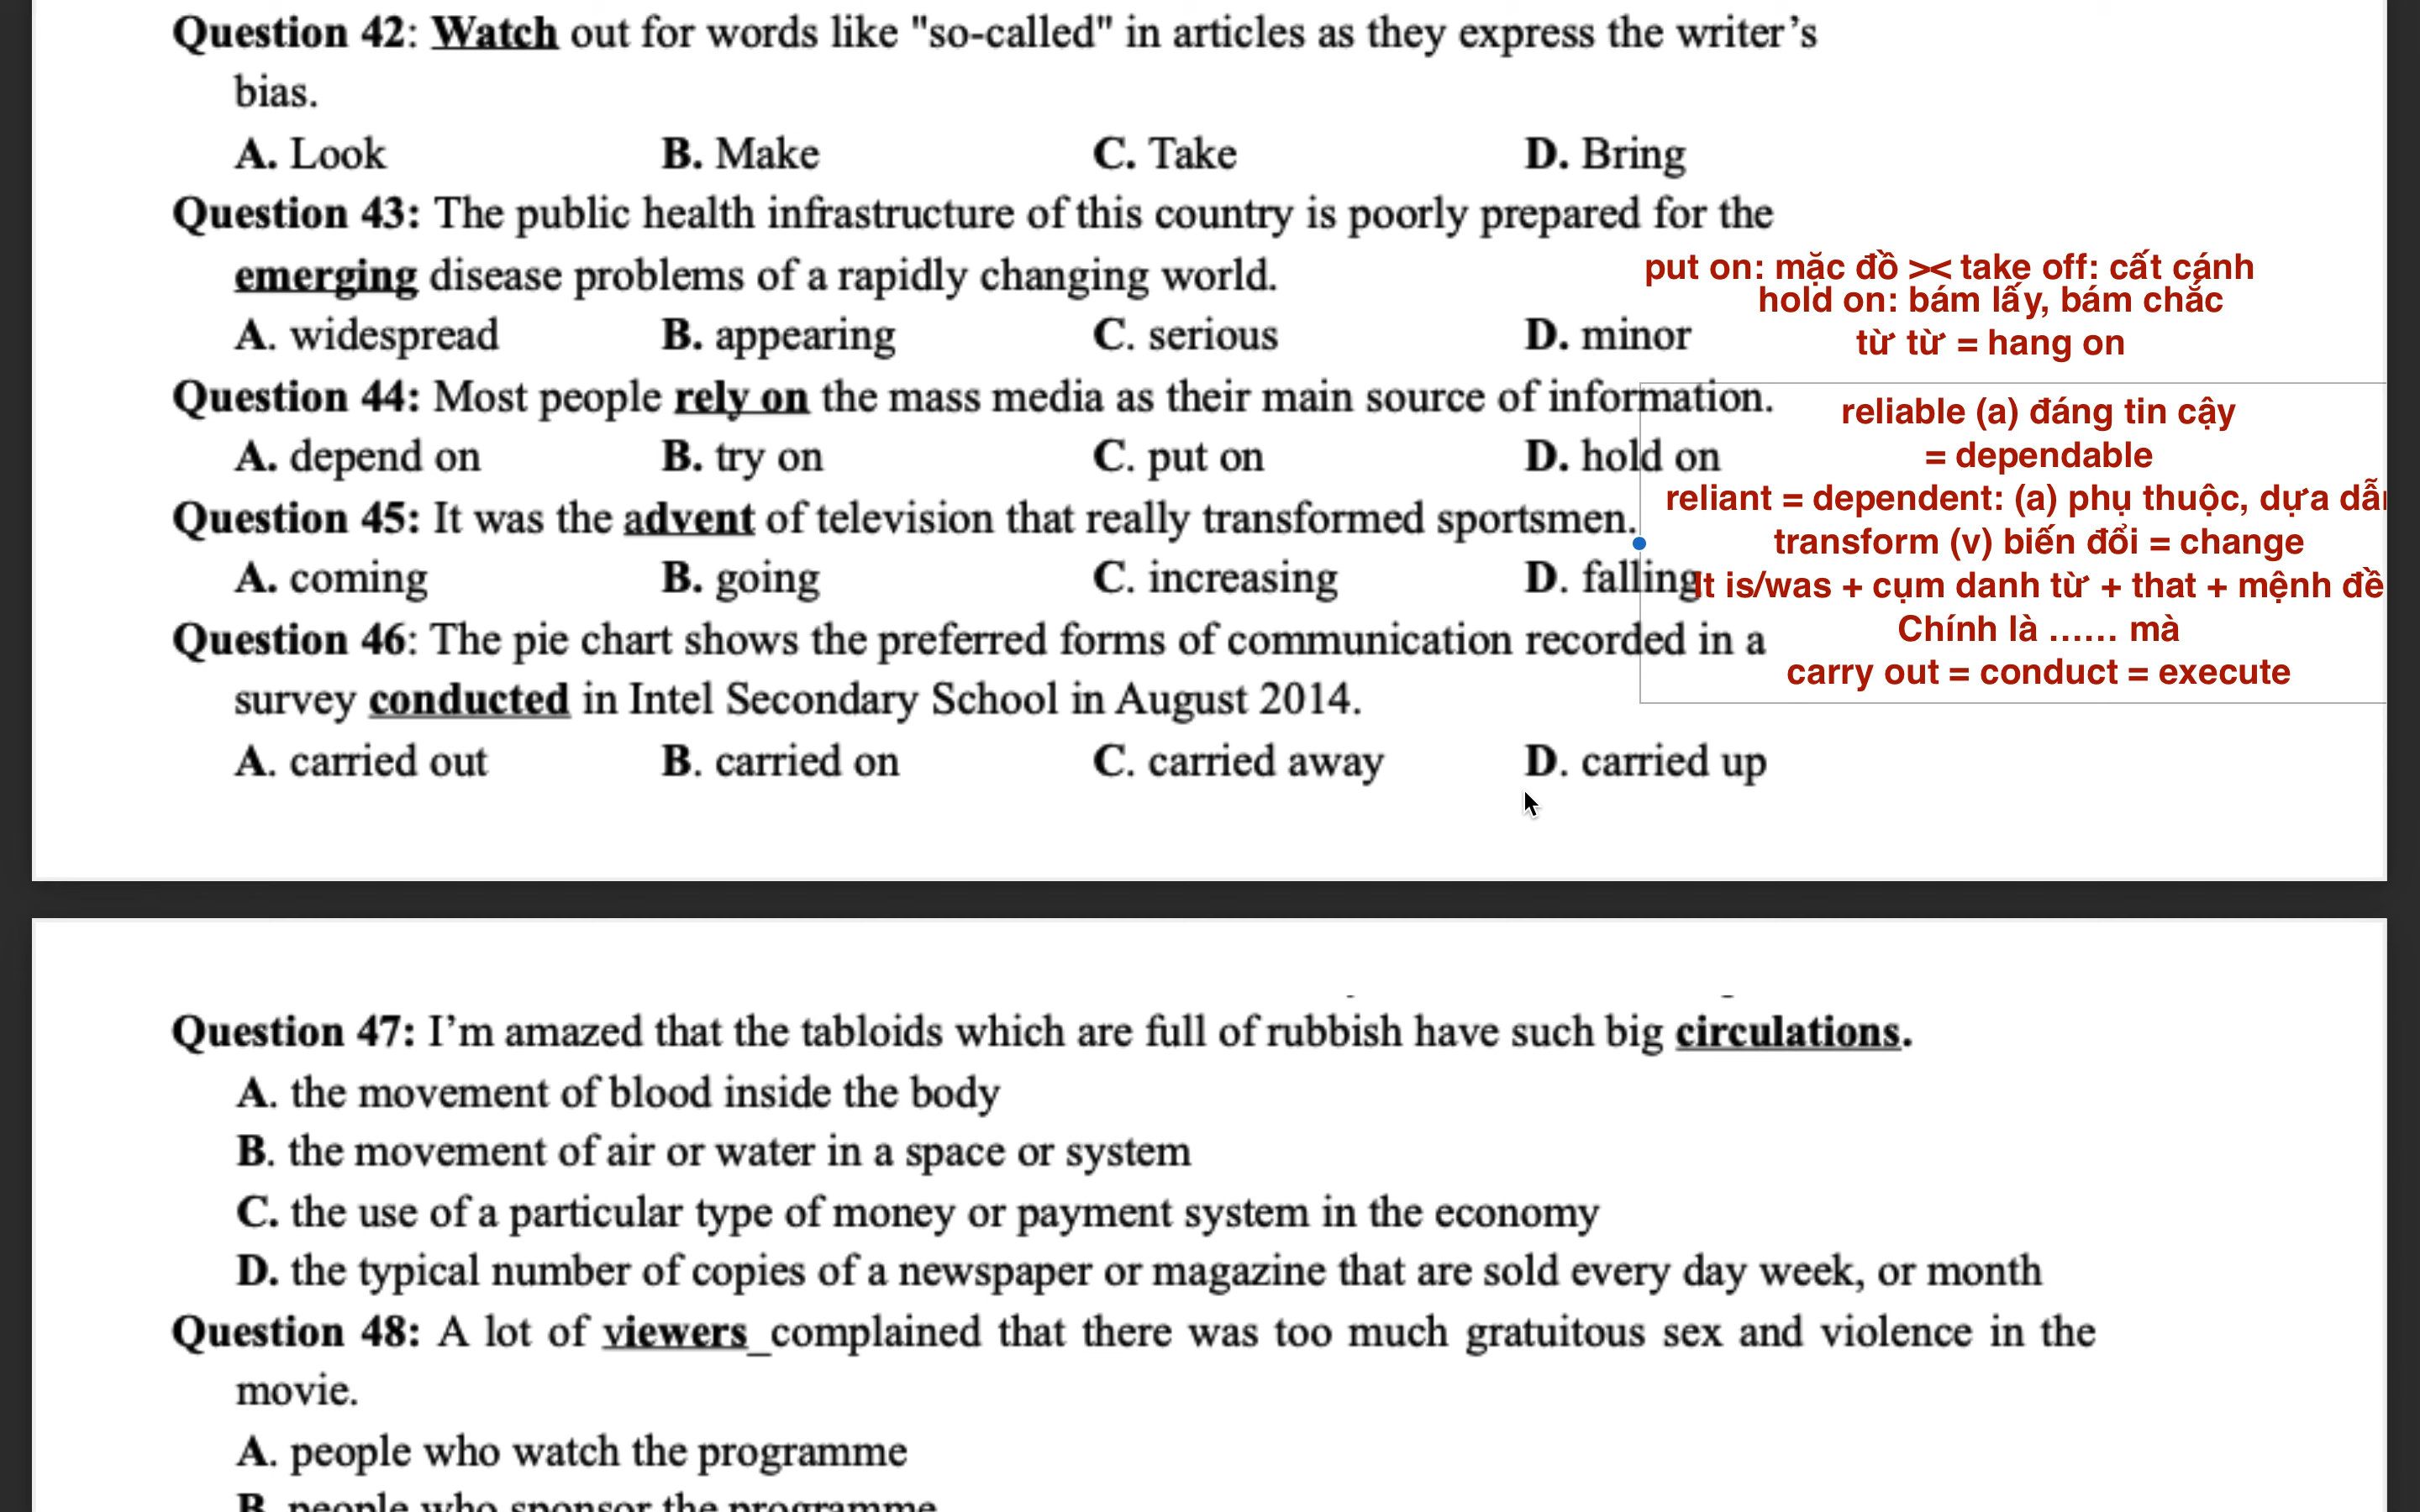 Question 42: Watch out for words like "so-called" in articles as they express the writer’s
bias.
A. Look B. Make C. Take D. Bring
Question 43: The public health infrastructure of this country is poorly prepared for the
emerging disease problems of a rapidly changing world.
A. widespread B. appearing C. serious D. minor
put on: mặc đồ >< take off: cất cánh
hold on: bám lấy, bám chắc
từ từ = hang on
Question 44: Most people rely on the mass media as their main source of information.
A. depend on B. try on C. put on D. hold on
Question 45: It was the advent of television that really transformed sportsmen.
A. coming B. going C. increasing D. falling
Question 46: The pie chart shows the preferred forms of communication recorded in a
survey conducted in Intel Secondary School in August 2014.
A. carried out B. carried on C. carried away D. carried up
reliable (a) đáng tin cậy
= dependable
reliant = dependent: (a) phụ thuộc, dựa
transform (v) biến đổi = change
It is/was + cụm danh từ + that + mệnh đề
Chính là ...... mà
carry out = conduct = execute
Question 47: I’m amazed that the tabloids which are full of rubbish have such big circulations.
A. the movement of blood inside the body
B. the movement of air or water in a space or system
C. the use of a particular type of money or payment system in the economy
D. the typical number of copies of a newspaper or magazine that are sold every day week, or month
Question 48: A lot of viewers_complained that there was too much gratuitous sex and violence in the
movie.
A. people who watch the programme
B. people who sponsor the programme